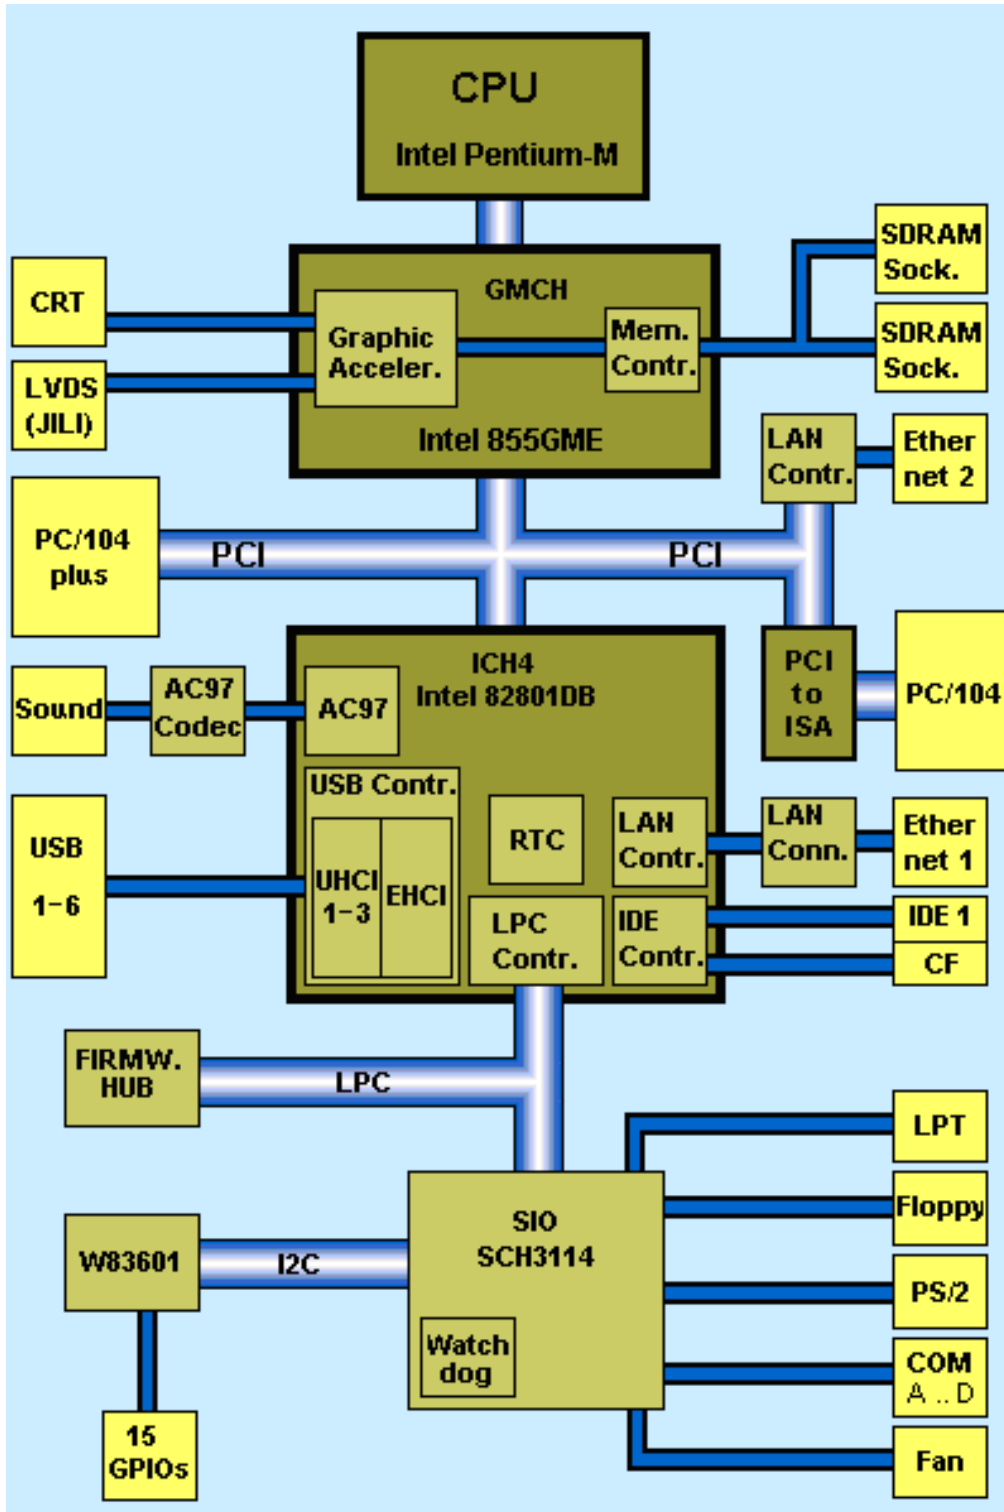 CPU
Intel Pentium-M
SDRAM
Sock.
CRT
GMCH
Graphic
Acceler.
Mem.
Contr.
SDRAM
Sock.
LVDS
(JILI)
Intel 855GME
LAN
Contr.
Ether
net 2
PC/104
plus
PCI
PCI
ICH4
Intel 82801DB
PCI
to
ISA
PC/104
Sound
AC97
Codec
AC97
USB Contr.
UHCI
1-3
EHCI
USB
1-6
RTC
LAN
Contr.
LAN
Conn.
Ether
net 1
LPC
Contr.
IDE
Contr.
IDE 1
CF
FIRMW.
HUB
LPC
LPT
SIO
SCH3114
Floppy
W83601
I2C
PS/2
Watch
dog
COM
A .. D
15
GPIOs
Fan